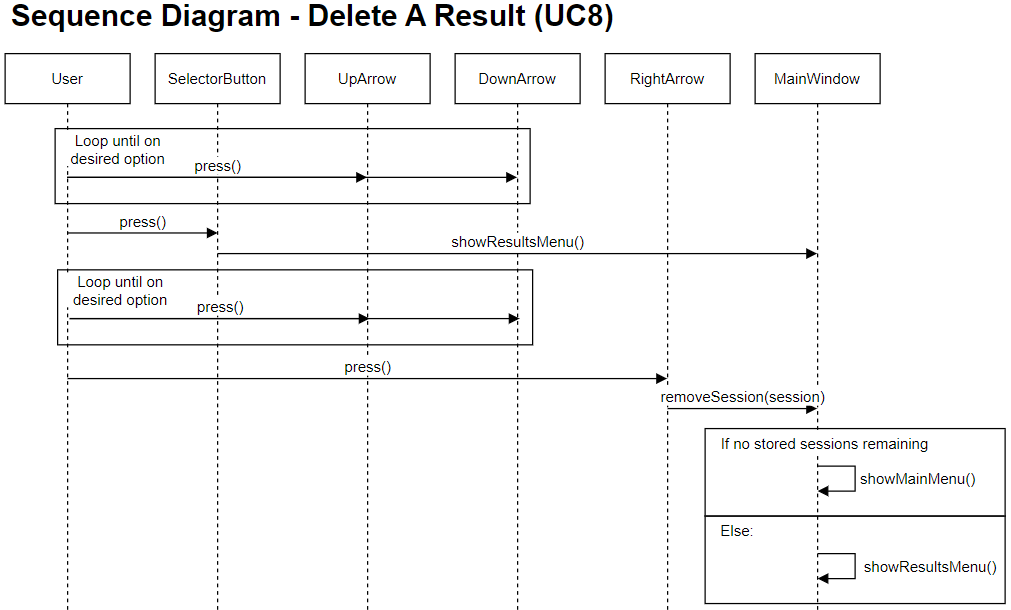 Sequence Diagram - Delete A Result (UC8)
User
SelectorButton
UpArrow
DownArrow
RightArrow
MainWindow
Loop until on
desired option
press()
press()
showResultsMenu()
Loop until on
desired option
press()
press()
removeSession(session)
If no stored sessions remaining
showMainMenu()
Else:
showResultsMenu()